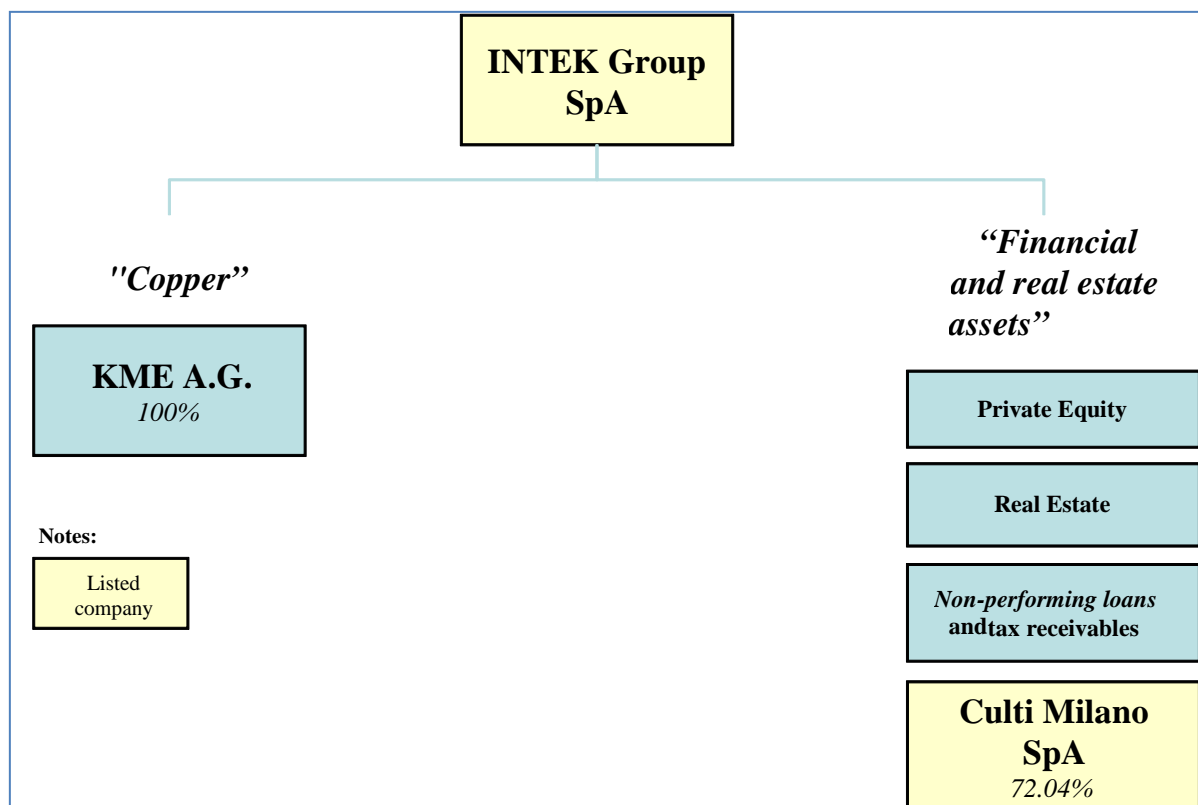 INTEK Group
SpA
"Copper”
KME A.G.
100%
Notes:
Listed
company
“Financial
and real estate
assets”
Private Equity
Real Estate
Non-performing loans
andtax receivables
Culti Milano
SpA
72.04%